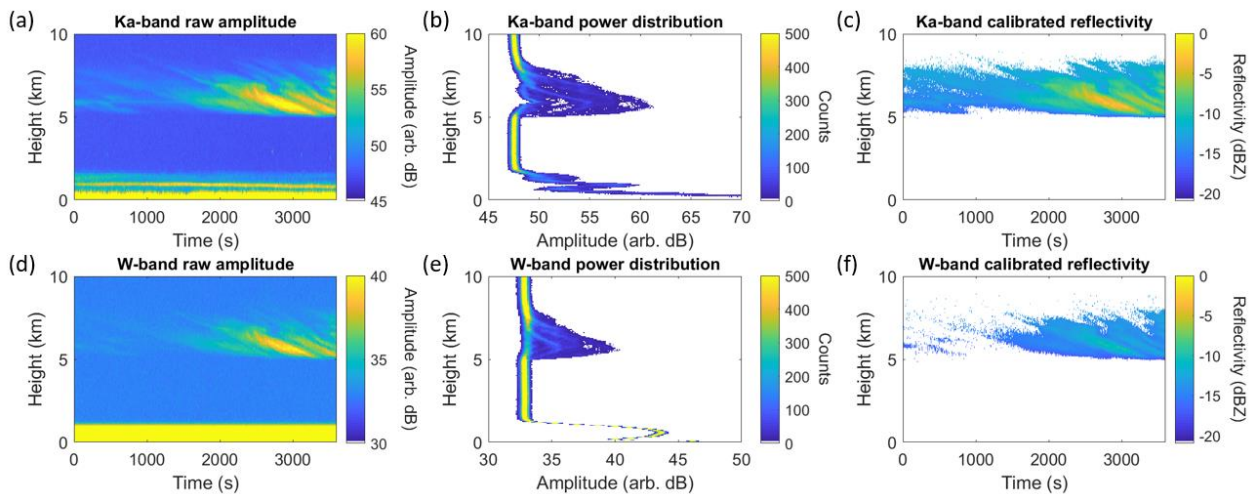 (a) Ka-band raw amplitude
10
5
0
Height (km)
0 1000 2000 3000
Time (s)
60
55
50
45
Amplitude (arb. dB)
(b) Ka-band power distribution
10
5
0
Height (km)
45 50 55 60 65 70
Amplitude (arb. dB)
500
400
300
200
100
0
Counts
(c) Ka-band calibrated reflectivity
10
5
0
Height (km)
0 1000 2000 3000
Time (s)
0
-5
-10
-15
-20
Reflectivity (dBZ)
(d) W-band raw amplitude
10
5
0
Height (km)
0 1000 2000 3000
Time (s)
40
35
30
Amplitude (arb. dB)
(e) W-band power distribution
10
5
0
Height (km)
30 35 40 45 50
Amplitude (arb. dB)
500
400
300
200
100
0
Counts
(f) W-band calibrated reflectivity
10
5
0
Height (km)
0 1000 2000 3000
Time (s)
0
-5
-10
-15
-20
Reflectivity (dBZ)